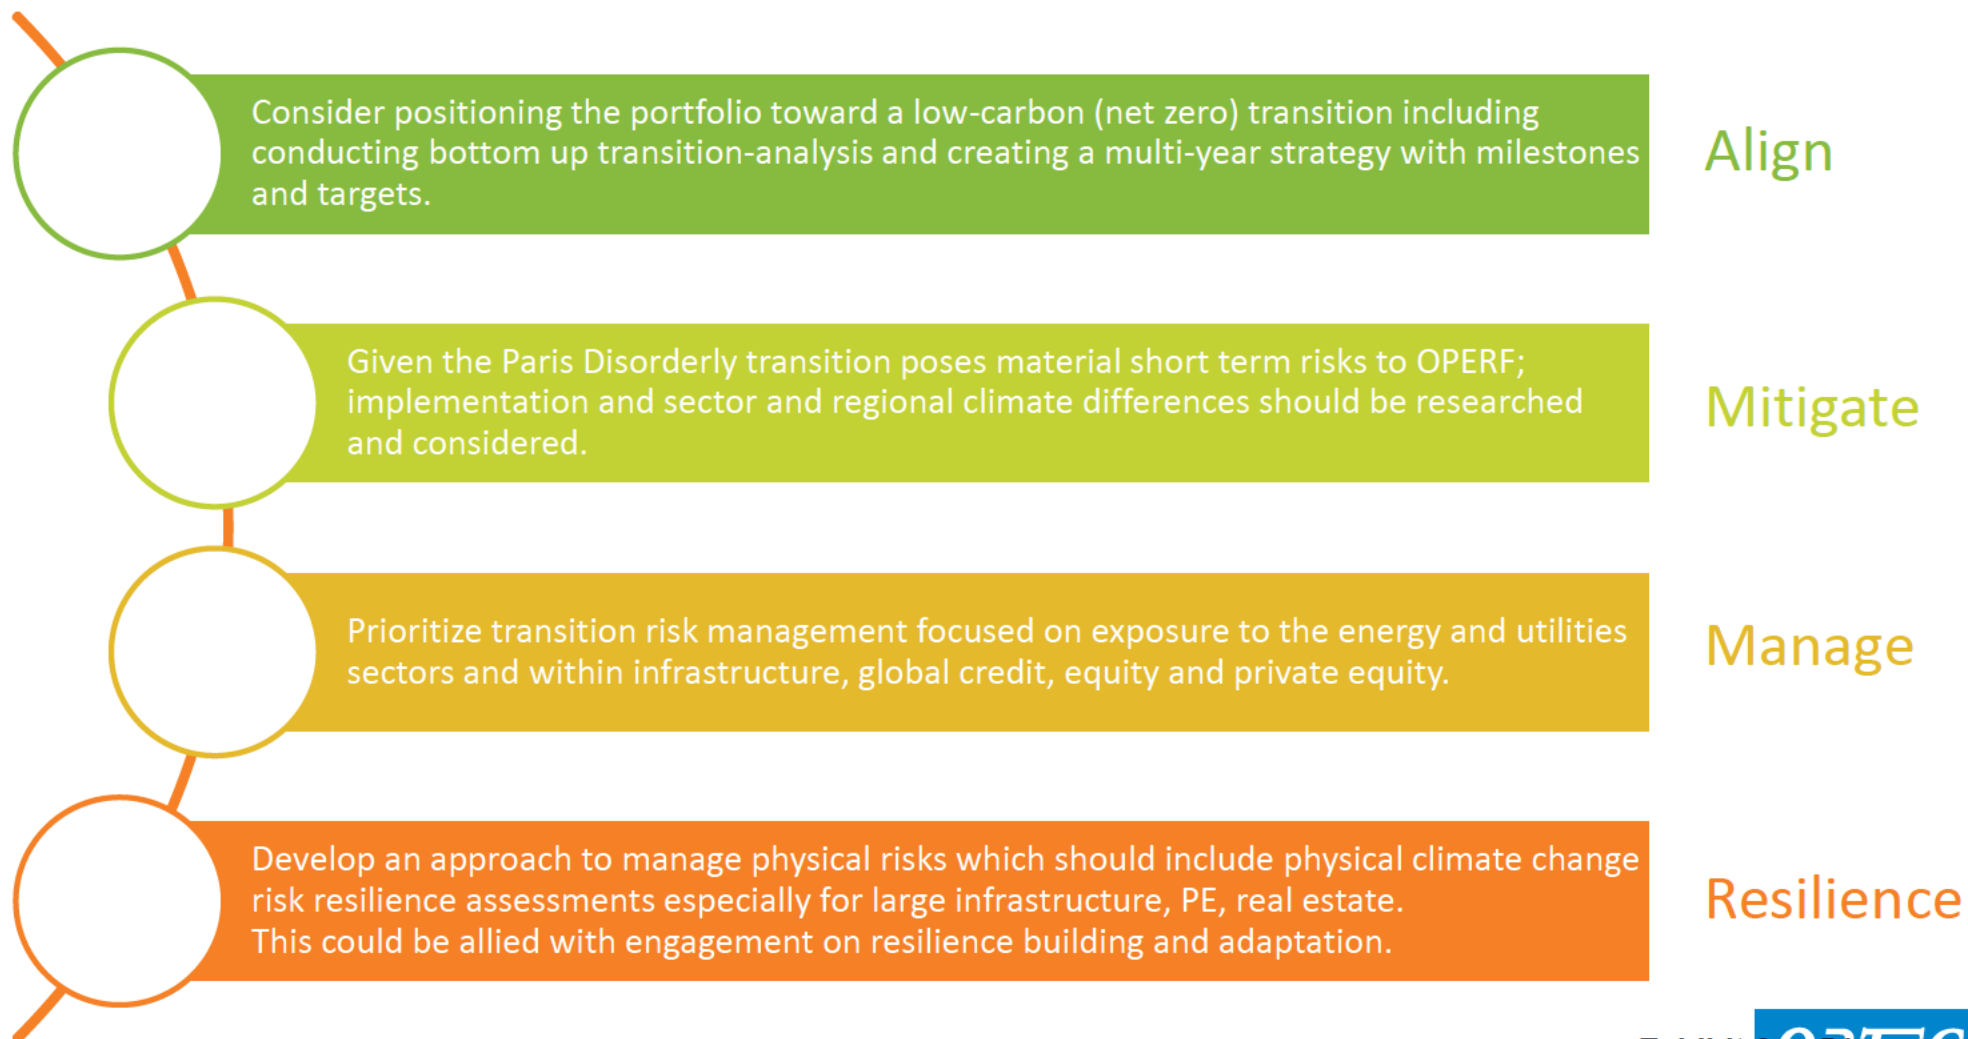 Consider positioning the portfolio toward a low-carbon (net zero) transition including
conducting bottom up transition-analysis and creating a multi-year strategy with milestones
and targets.
Align
Given the Paris Disorderly transition poses material short term risks to OPERF;
implementation and sector and regional climate differences should be researched
and considered.
Mitigate
Prioritize transition risk management focused on exposure to the energy and utilities
sectors and within infrastructure, global credit, equity and private equity.
Manage
Develop an approach to manage physical risks which should include physical climate change
risk resilience assessments especially for large infrastructure, PE, real estate.
This could be allied with engagement on resilience building and adaptation.
Resilience